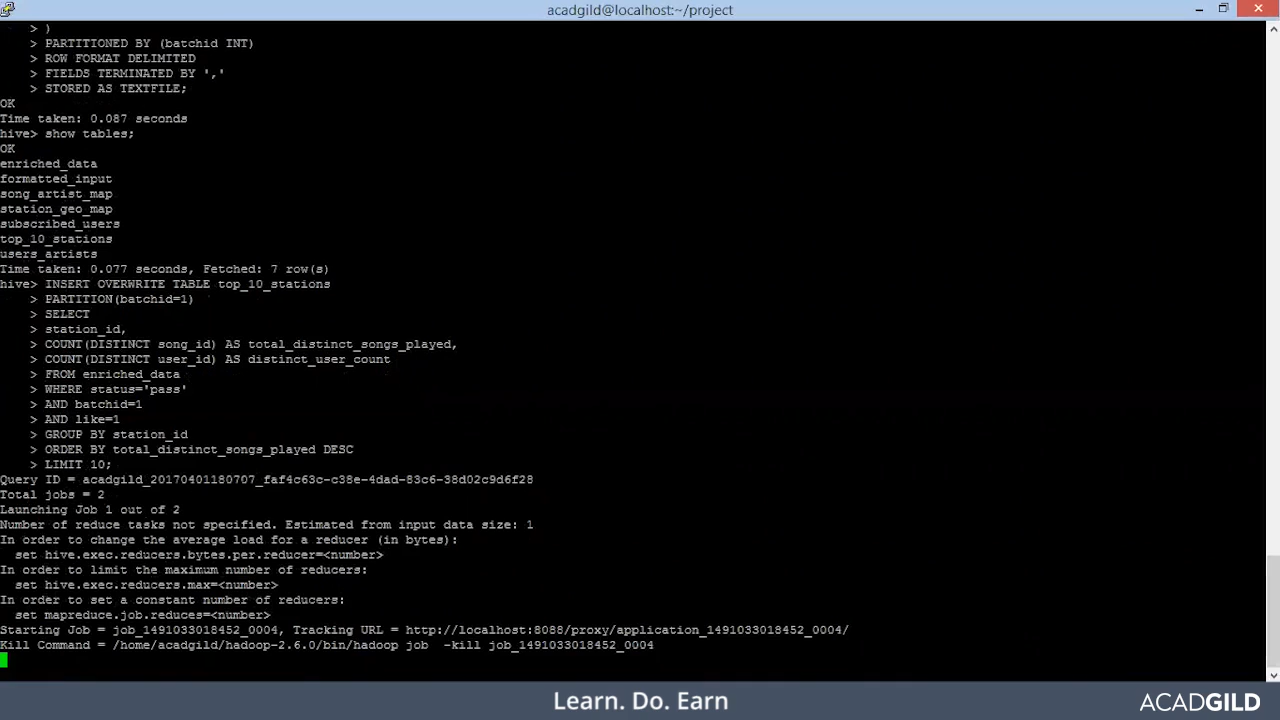 acadgild@localhost:~/project
> )
> PARTITIONED BY (batchid INT)
> ROW FORMAT DELIMITED
> FIELDS TERMINATED BY ','
> STORED AS TEXTFILE;
OK
Time taken: 0.087 seconds
hive> show tables;
OK
enriched_data
formatted_input
song_artist_map
station_geo_map
subscribed_users
top_10_stations
users_artists
Time taken: 0.077 seconds, Fetched: 7 row(s)
hive> INSERT OVERWRITE TABLE top_10_stations
> PARTITION(batchid=1)
> SELECT
> station_id,
> COUNT(DISTINCT song_id) AS total_distinct_songs_played,
> COUNT(DISTINCT user_id) AS distinct_user_count
> FROM enriched_data
> WHERE status='pass'
> AND batchid=1
> AND like=1
> GROUP BY station_id
> ORDER BY total_distinct_songs_played DESC
> LIMIT 10;
Query ID = acadgild_20170401180707_faf4c63c-c38e-4dad-83c6-38d02c9d6f28
Total jobs = 2
Launching Job 1 out of 2
Number of reduce tasks not specified. Estimated from input data size: 1
In order to change the average load for a reducer (in bytes):
set hive.exec.reducers.bytes.per.reducer=<number>
In order to limit the maximum number of reducers:
set hive.exec.reducers.max=<number>
In order to set a constant number of reducers:
set mapreduce.job.reduces=<number>
Starting Job = job_1491033018452_0004, Tracking URL = http://localhost:8088/proxy/application_1491033018452_0004/
Kill Command = /home/acadgild/hadoop-2.6.0/bin/hadoop job  -kill job_1491033018452_0004
Learn. Do. Earn
ACADGILD